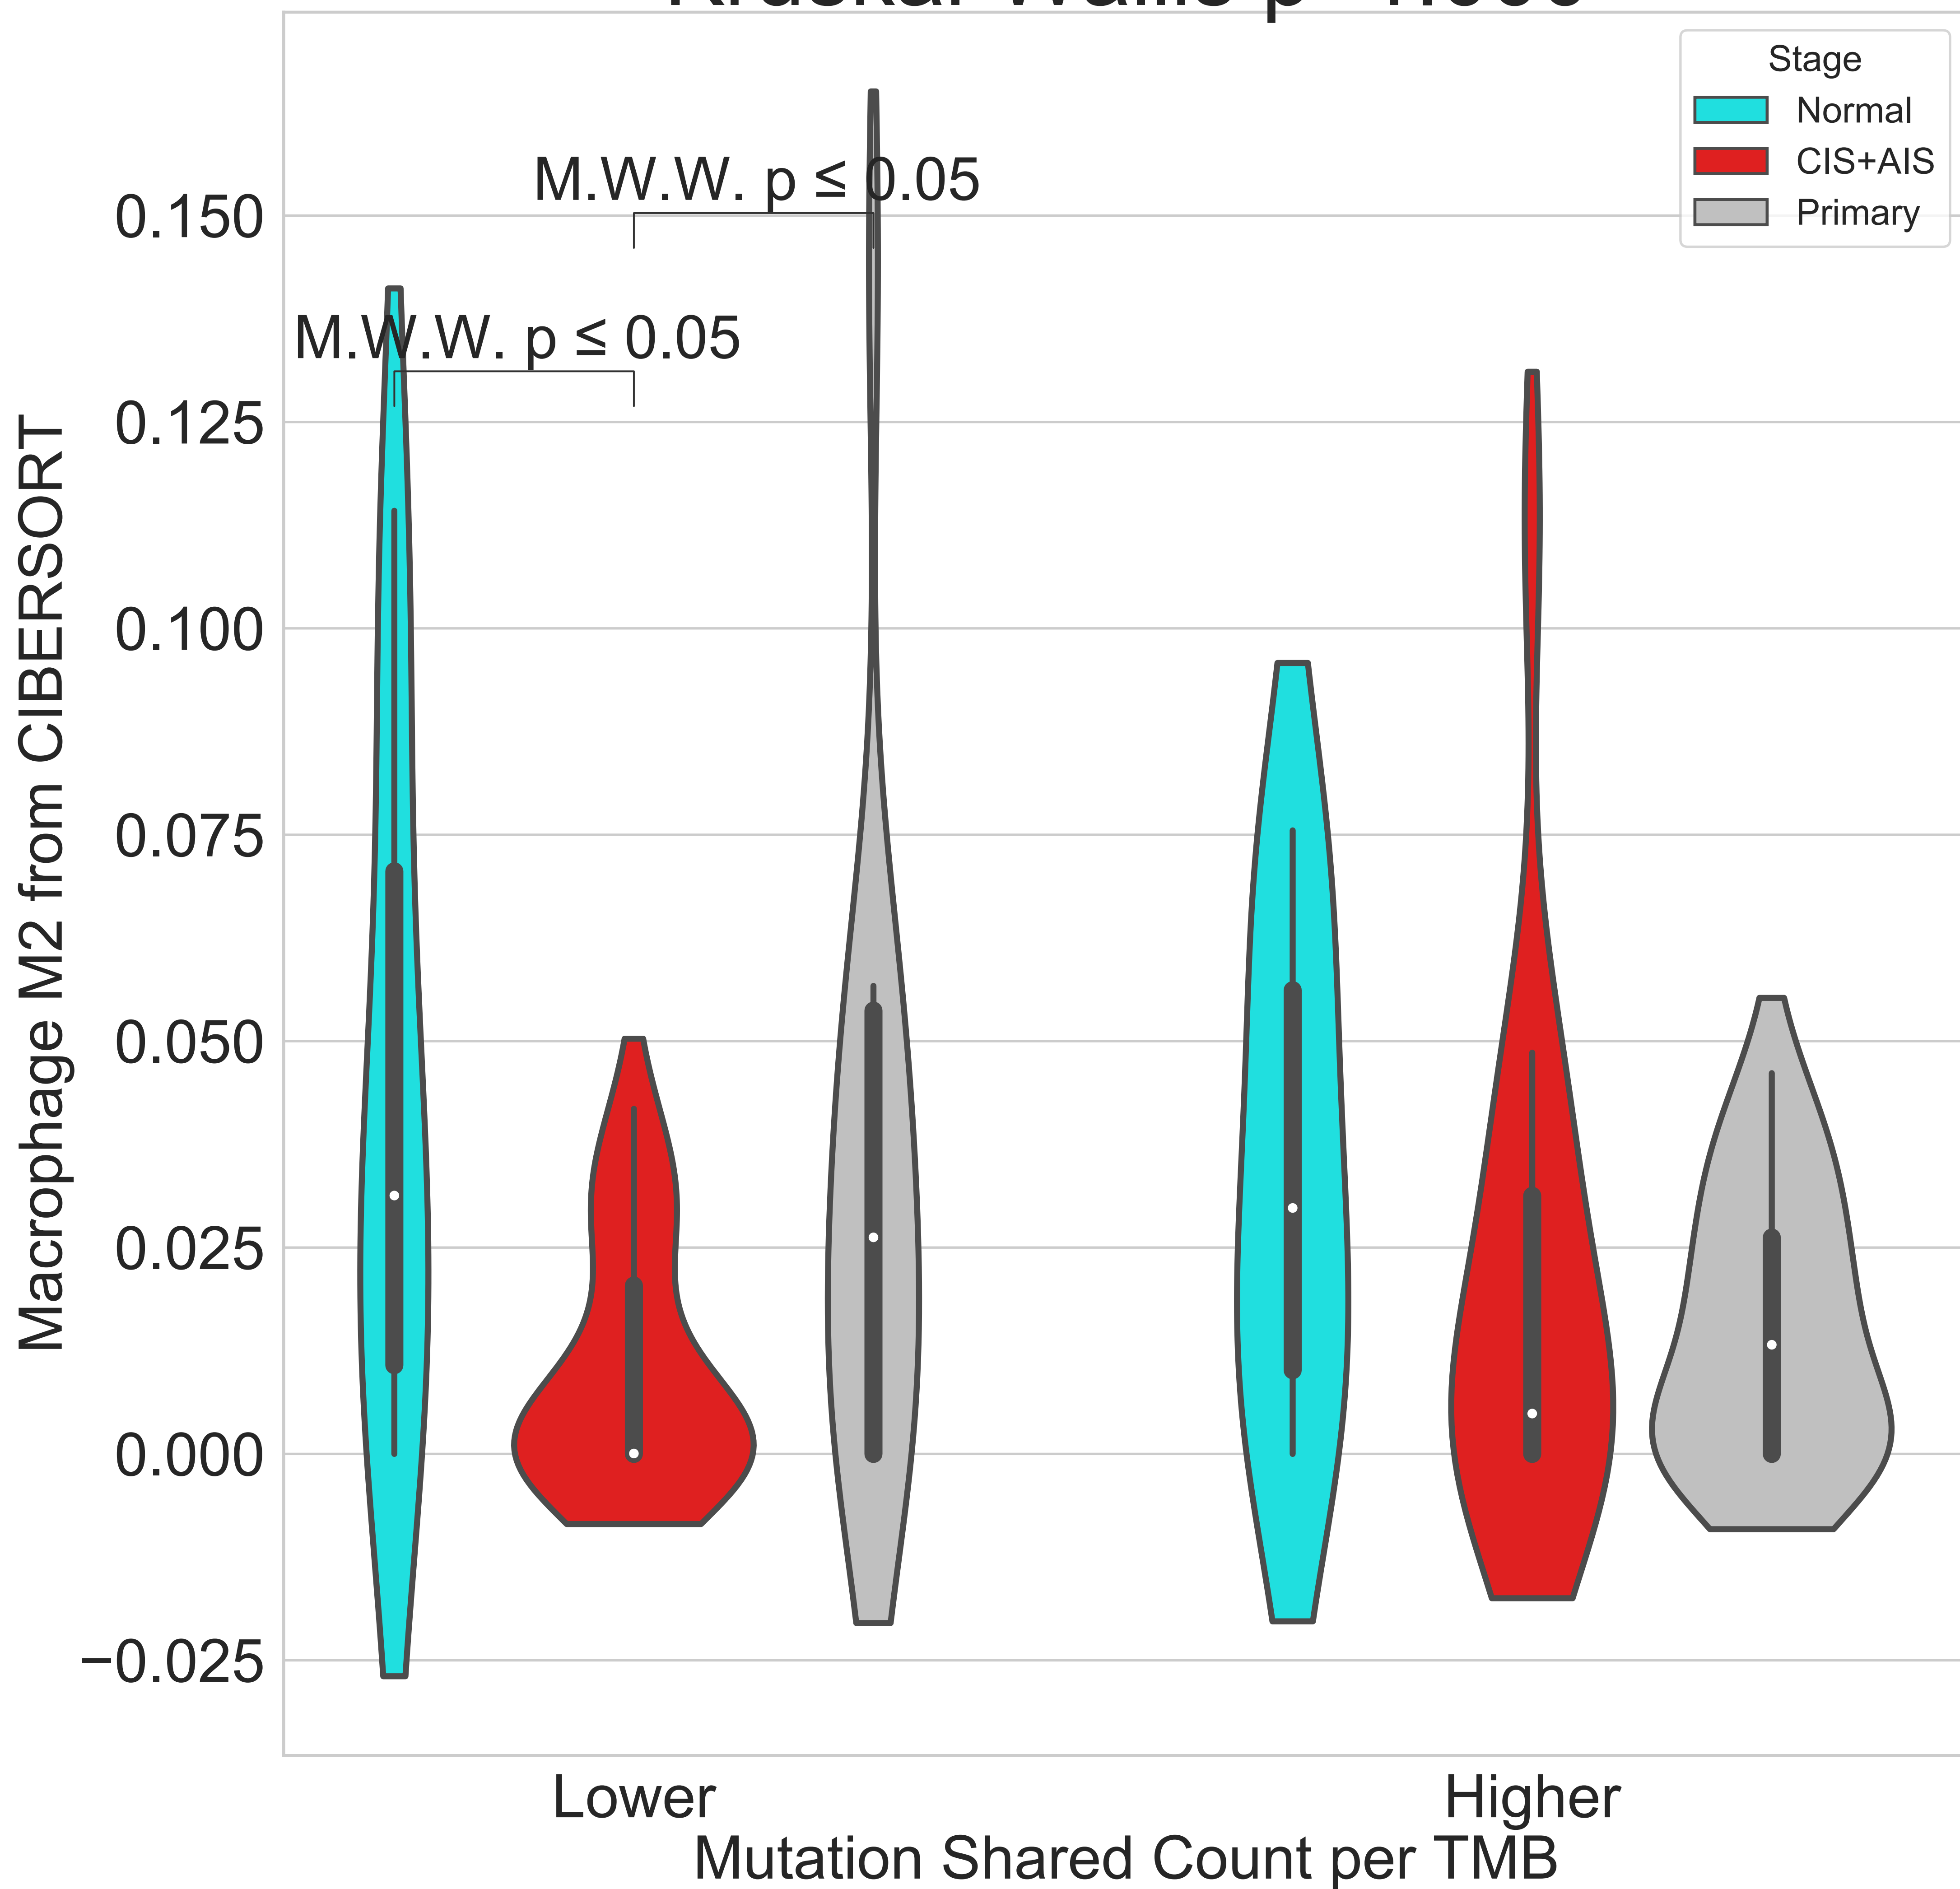 Stage
Normal
CIS+AIS
Primary
M.W.W. p ≤ 0.05
M.W.W. p ≤ 0.05
0.150
0.125
0.100
0.075
0.050
0.025
0.000
−0.025
Macrophage M2 from CIBERSORT
Lower
Higher
Mutation Shared Count per TMB